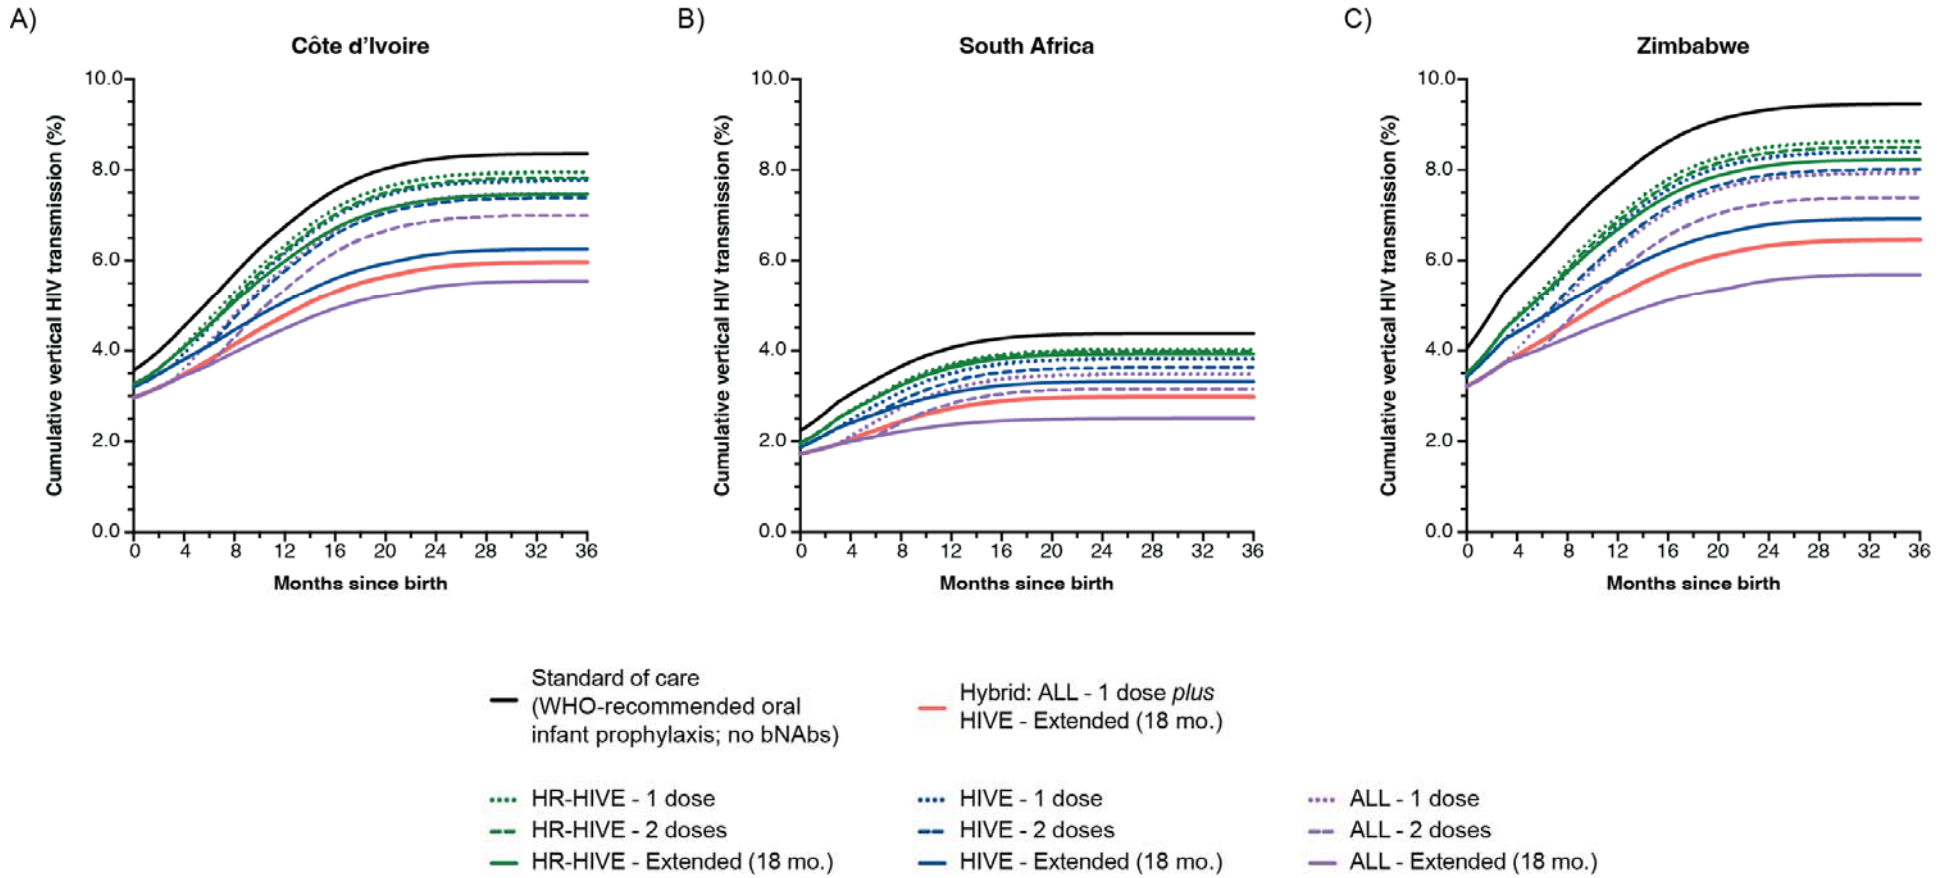 A)
Côte d'Ivoire
Cumulative vertical HIV transmission (%)
10.0
8.0
6.0
4.0
2.0
0.0
0 4 8 12 16 20 24 28 32 36
Months since birth
B)
South Africa
Cumulative vertical HIV transmission (%)
10.0
8.0
6.0
4.0
2.0
0.0
0 4 8 12 16 20 24 28 32 36
Months since birth
C)
Zimbabwe
Cumulative vertical HIV transmission (%)
10.0
8.0
6.0
4.0
2.0
0.0
0 4 8 12 16 20 24 28 32 36
Months since birth
Standard of care
(WHO-recommended oral
infant prophylaxis; no bNAbs)
Hybrid: ALL - 1 dose plus
HIVE - Extended (18 mo.)
HR-HIVE - 1 dose
HR-HIVE - 2 doses
HR-HIVE - Extended (18 mo.)
HIVE - 1 dose
HIVE - 2 doses
HIVE - Extended (18 mo.)
ALL - 1 dose
ALL - 2 doses
ALL - Extended (18 mo.)